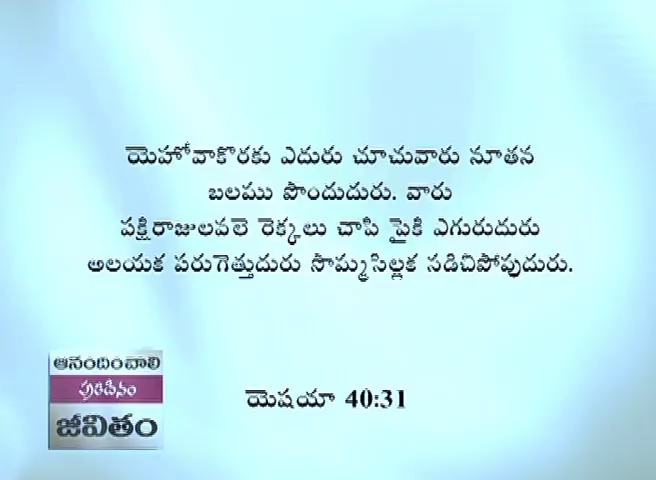 యెహోవాకొరకు ఎదురు చూచువారు నూతన
బలము పొందుదురు. వారు
పక్షిరాజులవలె రెక్కలు చాపి పైకి ఎగురుదురు
అలయక పరుగెత్తుదురు సొమ్మసిల్లక నడిచిపోవుదురు.
ఆనందించాలి
ప్రతిదినం
జీవితం
యెషయా 40:31